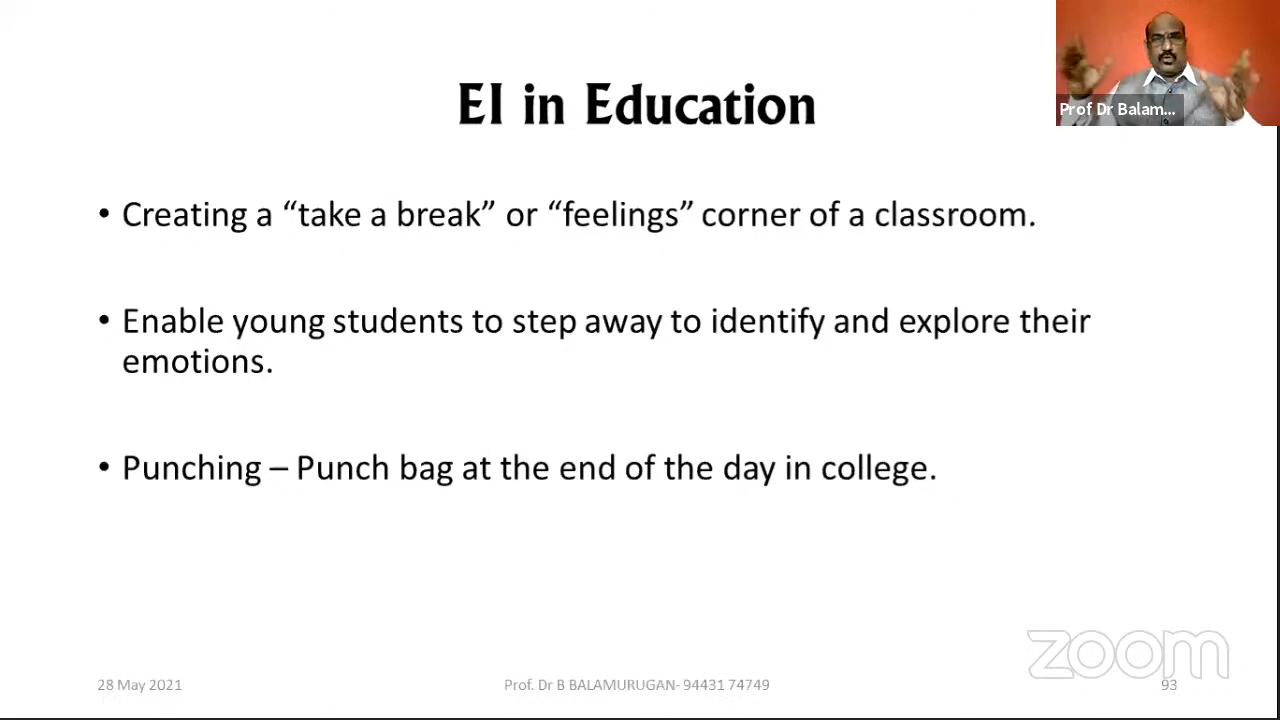 EI in Education
Prof Dr Balam...
• Creating a “take a break” or “feelings” corner of a classroom.
• Enable young students to step away to identify and explore their
emotions.
• Punching – Punch bag at the end of the day in college.
zoom
28 May 2021
Prof. Dr B BALAMURUGAN- 94431 74749
93